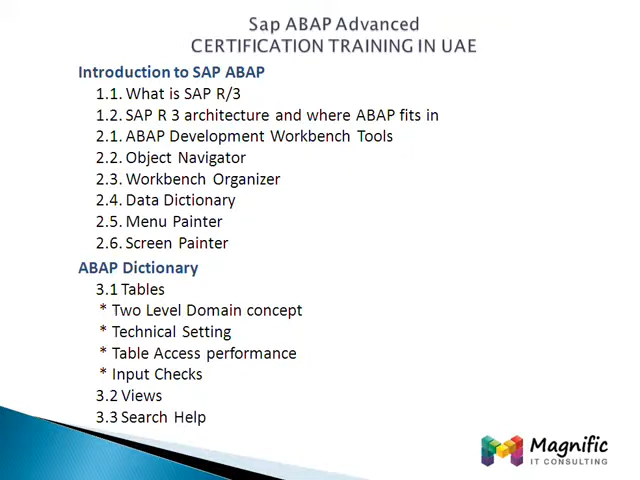 Sap ABAP Advanced
CERTIFICATION TRAINING IN UAE
Introduction to SAP ABAP
1.1. What is SAP R/3
1.2. SAP R 3 architecture and where ABAP fits in
2.1. ABAP Development Workbench Tools
2.2. Object Navigator
2.3. Workbench Organizer
2.4. Data Dictionary
2.5. Menu Painter
2.6. Screen Painter
ABAP Dictionary
3.1 Tables
* Two Level Domain concept
* Technical Setting
* Table Access performance
* Input Checks
3.2 Views
3.3 Search Help
Magnific
IT CONSULTING